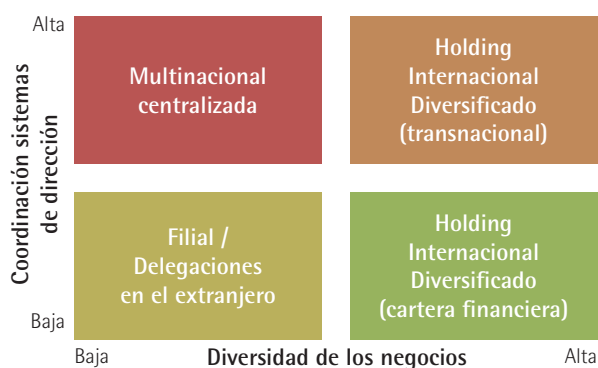 Alta
Multinacional
centralizada
Holding
Internacional
Diversificado
(transnacional)
Coordinación sistemas
de dirección
Filial /
Delegaciones
en el extranjero
Holding
Internacional
Diversificado
(cartera financiera)
Baja
Baja
Diversidad de los negocios
Alta